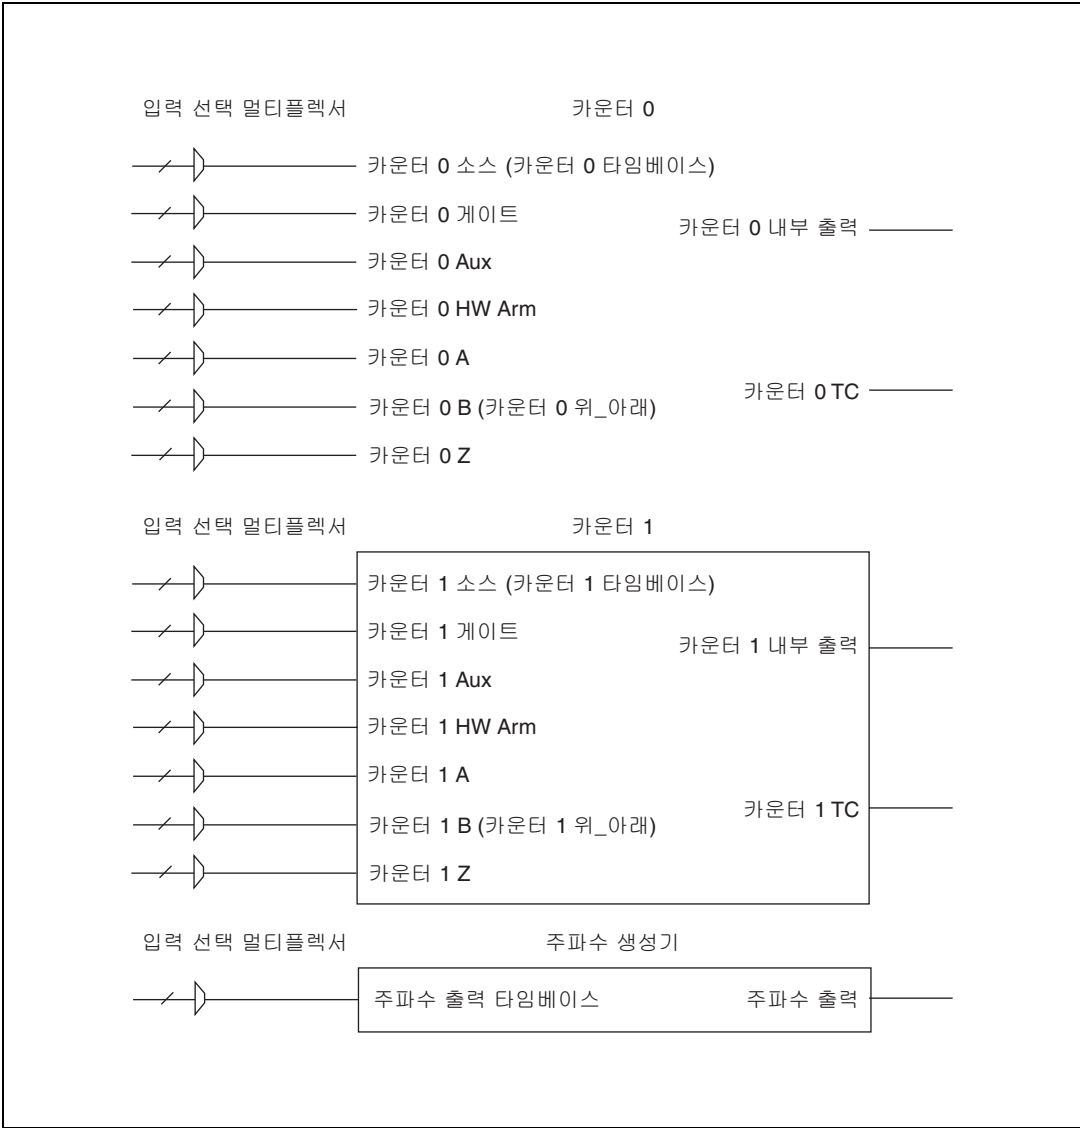 입력 선택 멀티플렉서 카운터 0
카운터 0 소스 (카운터 0 타임베이스)
카운터 0 게이트
카운터 0 내부 출력
카운터 0 Aux
카운터 0 HW Arm
카운터 0 A
카운터 0 TC
카운터 0 B (카운터 0 위_아래)
카운터 0 Z
입력 선택 멀티플렉서 카운터 1
카운터 1 소스 (카운터 1 타임베이스)
카운터 1 게이트
카운터 1 내부 출력
카운터 1 Aux
카운터 1 HW Arm
카운터 1 A
카운터 1 TC
카운터 1 B (카운터 1 위_아래)
카운터 1 Z
입력 선택 멀티플렉서 주파수 생성기
주파수 출력 타임베이스 주파수 출력